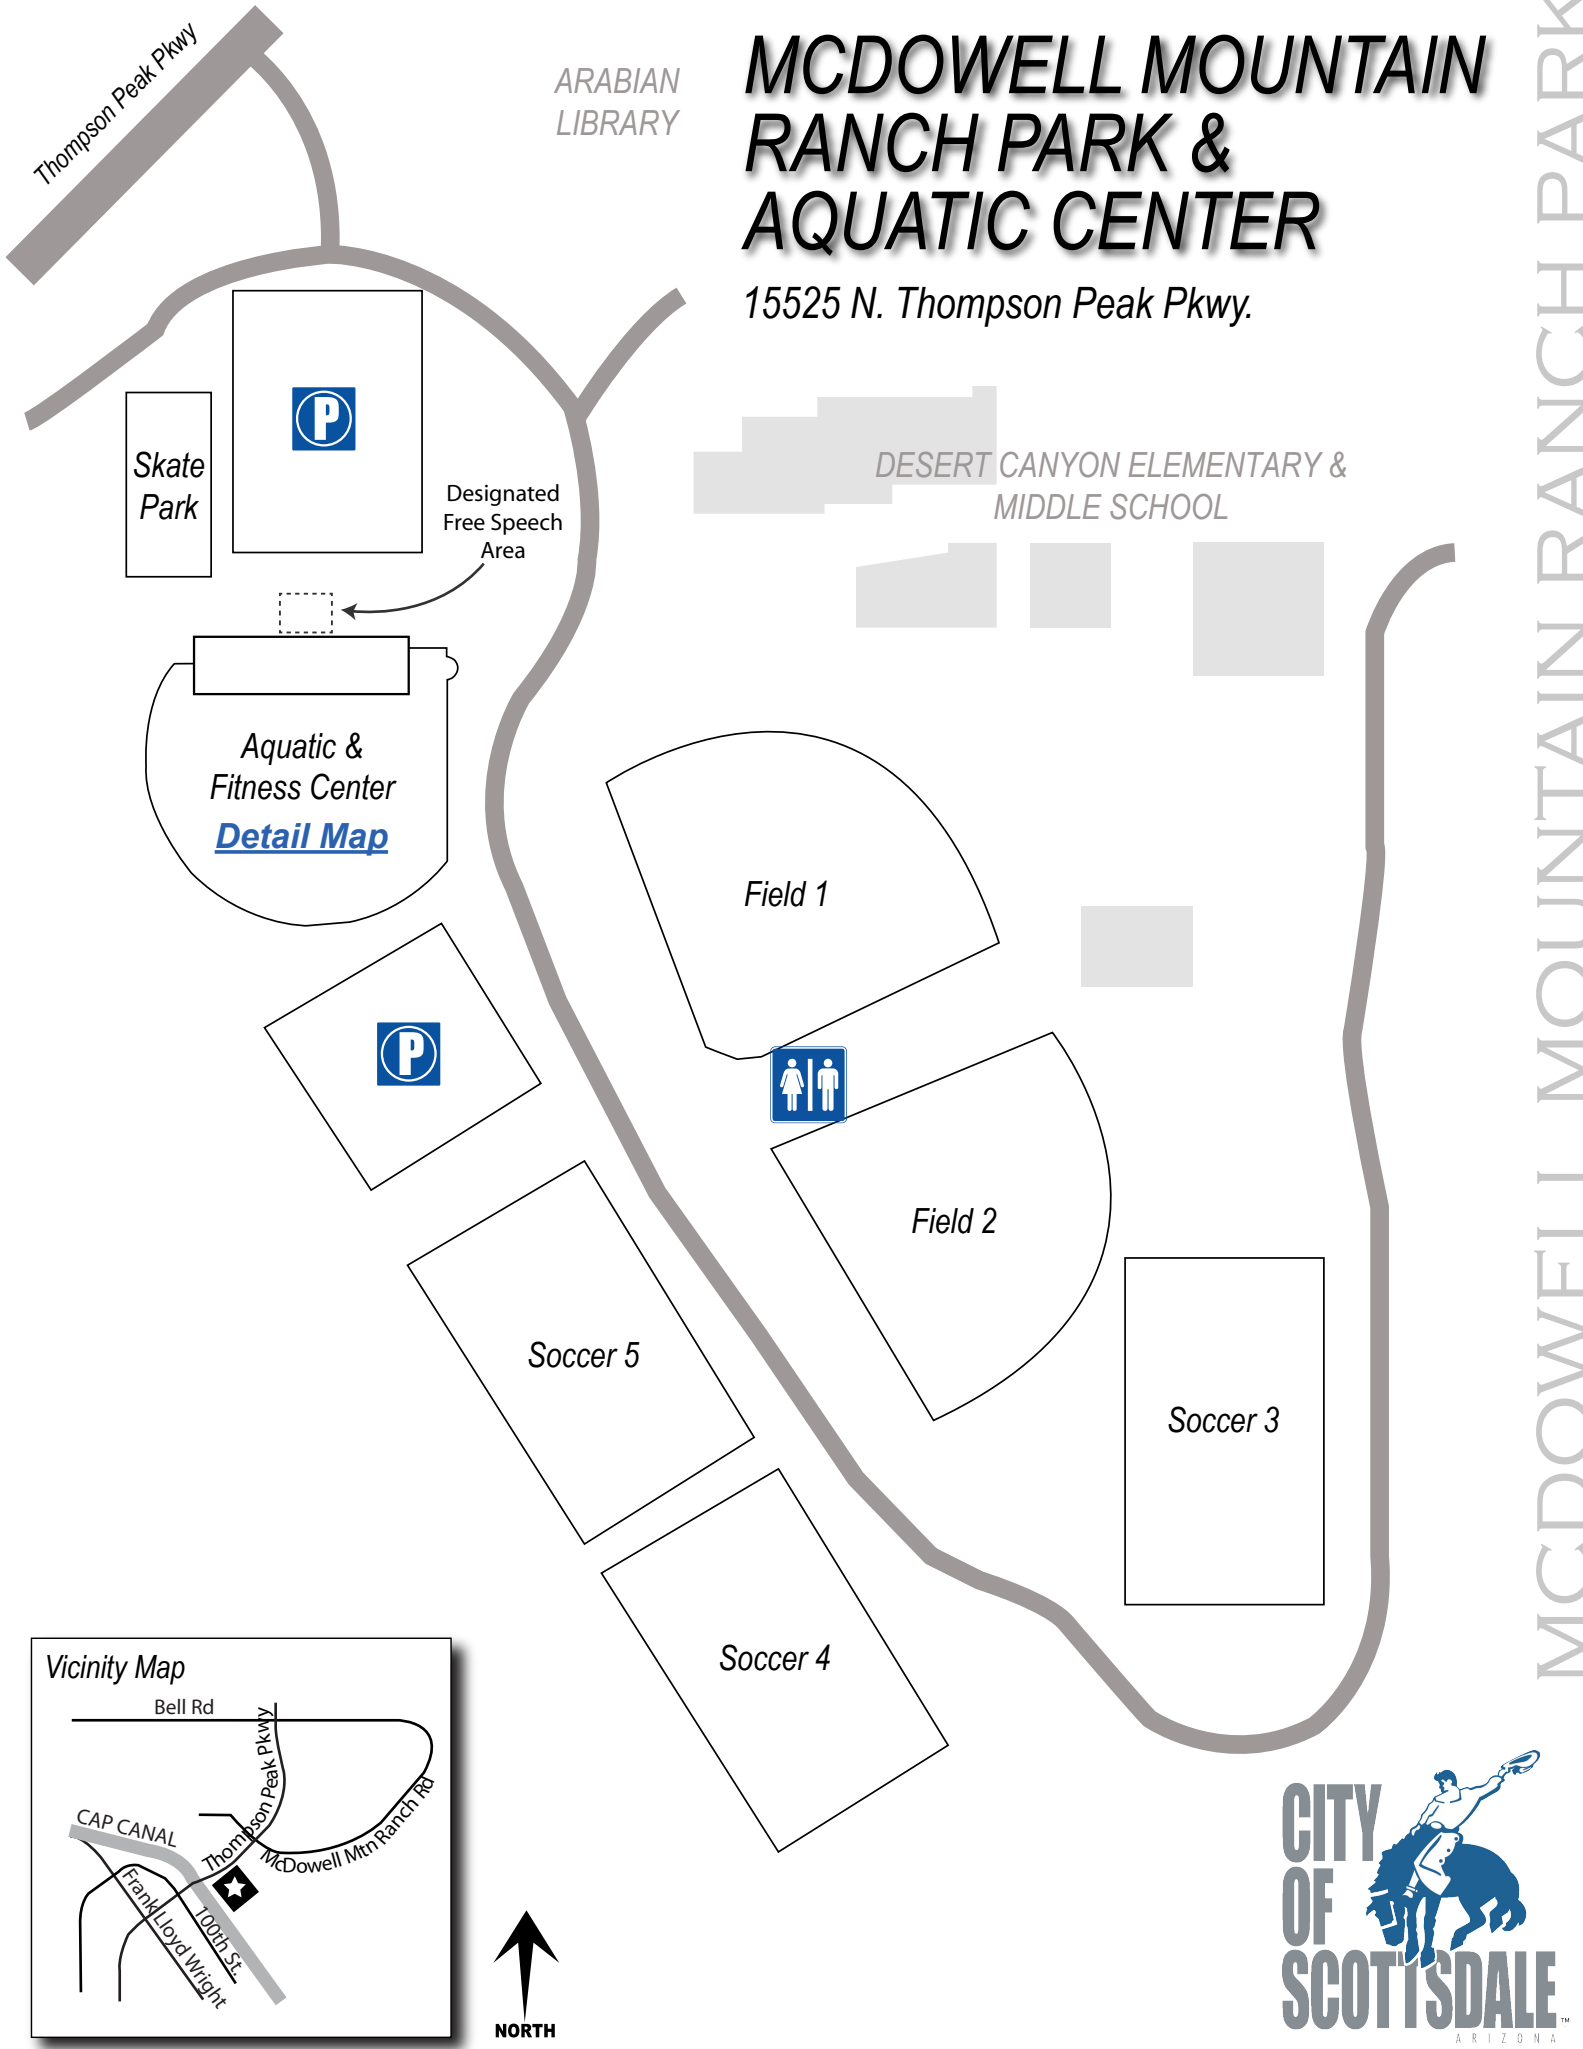 Thompson Peak Pkwy
ARABIAN
LIBRARY
MCDOWELL MOUNTAIN
RANCH PARK &
AQUATIC CENTER
15525 N. Thompson Peak Pkwy.
MCDOWELL MOUNTAIN RANCH PARK
P
Skate
Park
Designated
Free Speech
Area
DESERT CANYON ELEMENTARY &
MIDDLE SCHOOL
Aquatic &
Fitness Center
Detail Map
Field 1
P
Field 2
Soccer 5
Soccer 3
Soccer 4
Vicinity Map
Bell Rd
Thompson Peak Pkwy
CAP CANAL
McDowell Mtn Ranch Rd
Frank Lloyd Wright
100th St.
NORTH
CITY
OF
SCOTTSDALE
TM
ARIZONA